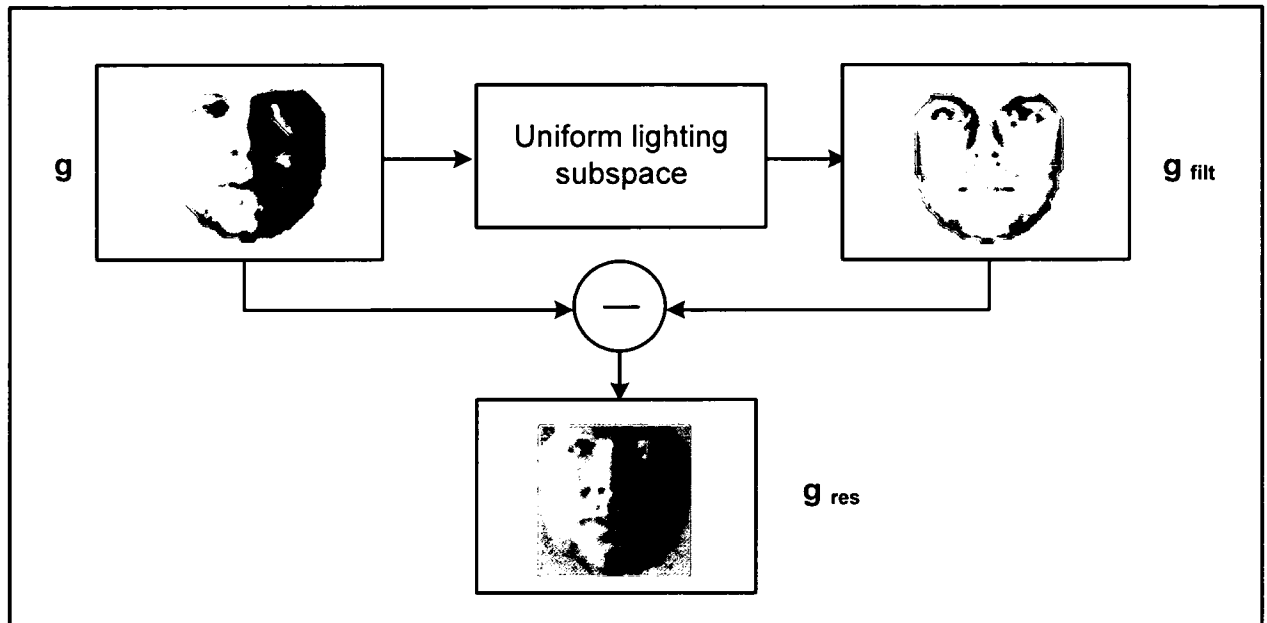 g
Uniform lighting
subspace
g filt
—
g res